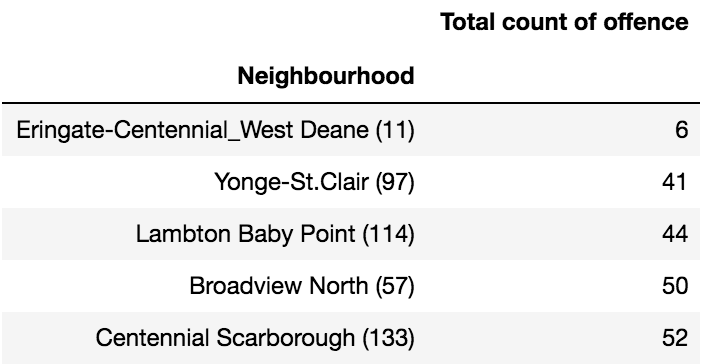 Total count of offence
Neighbourhood
Eringate-Centennial_West Deane (11) 6
Yonge-St.Clair (97) 41
Lambton Baby Point (114) 44
Broadview North (57) 50
Centennial Scarborough (133) 52